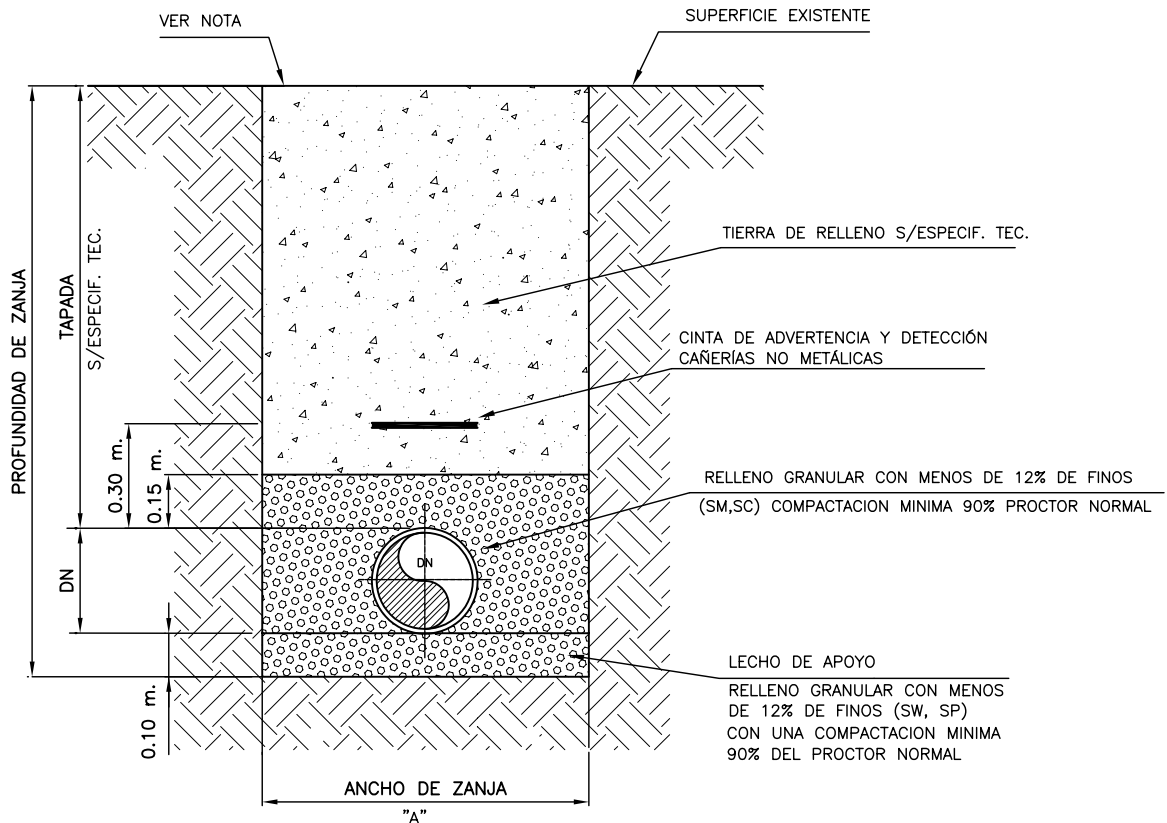 VER NOTA
SUPERFICIE EXISTENTE
PROFUNDIDAD DE ZANJA
TAPADA
S/ESPECIF. TEC.
TIERRA DE RELLENO S/ESPECIF. TEC.
CINTA DE ADVERTENCIA Y DETECCIÓN
CAÑERÍAS NO METÁLICAS
0.30 m.
0.15 m.
RELLENO GRANULAR CON MENOS DE 12% DE FINOS
(SM,SC) COMPACTACION MINIMA 90% PROCTOR NORMAL
DN
DN
LECHO DE APOYO
RELLENO GRANULAR CON MENOS
DE 12% DE FINOS (SW, SP)
CON UNA COMPACTACION MINIMA
90% DEL PROCTOR NORMAL
0.10 m.
ANCHO DE ZANJA
"A"